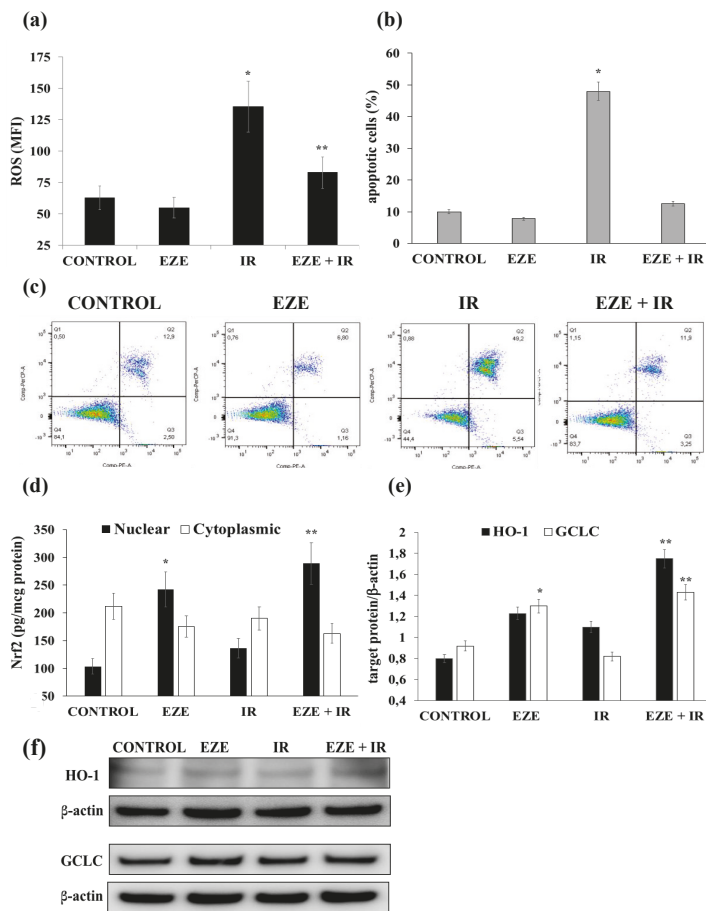 (a)
(b)
ROS (MFI)
175
150
125
100
75
50
25
*
**
CONTROL EZE IR EZE + IR
apoptotic cells (%)
60
50
40
30
20
10
0
*
CONTROL EZE IR EZE + IR
(c)
CONTROL EZE IR EZE + IR
Q1
0,50
Q2
12,9
Q4
84,1
Q3
2,50
Comp-PerCP-A
Comp-PE-A
Q1
0,76
Q2
6,80
Q4
91,3
Q3
1,16
Comp-PerCP-A
Comp-PE-A
Q1
0,88
Q2
49,2
Q4
44,4
Q3
5,54
Comp-PerCP-A
Comp-PE-A
Q1
1,15
Q2
11,9
Q4
83,7
Q3
3,25
Comp-PE-A
(d)
Nrf2 (pg/mcg protein)
350
300
250
200
150
100
50
Nuclear Cytoplasmic
*
**
CONTROL EZE IR EZE + IR
(e)
target protein/β-actin
2
1,8
1,6
1,4
1,2
1
0,8
0,6
0,4
HO-1 GCLC
*
**
**
CONTROL EZE IR EZE + IR
(f)
CONTROL EZE IR EZE + IR
HO-1
β-actin
GCLC
β-actin